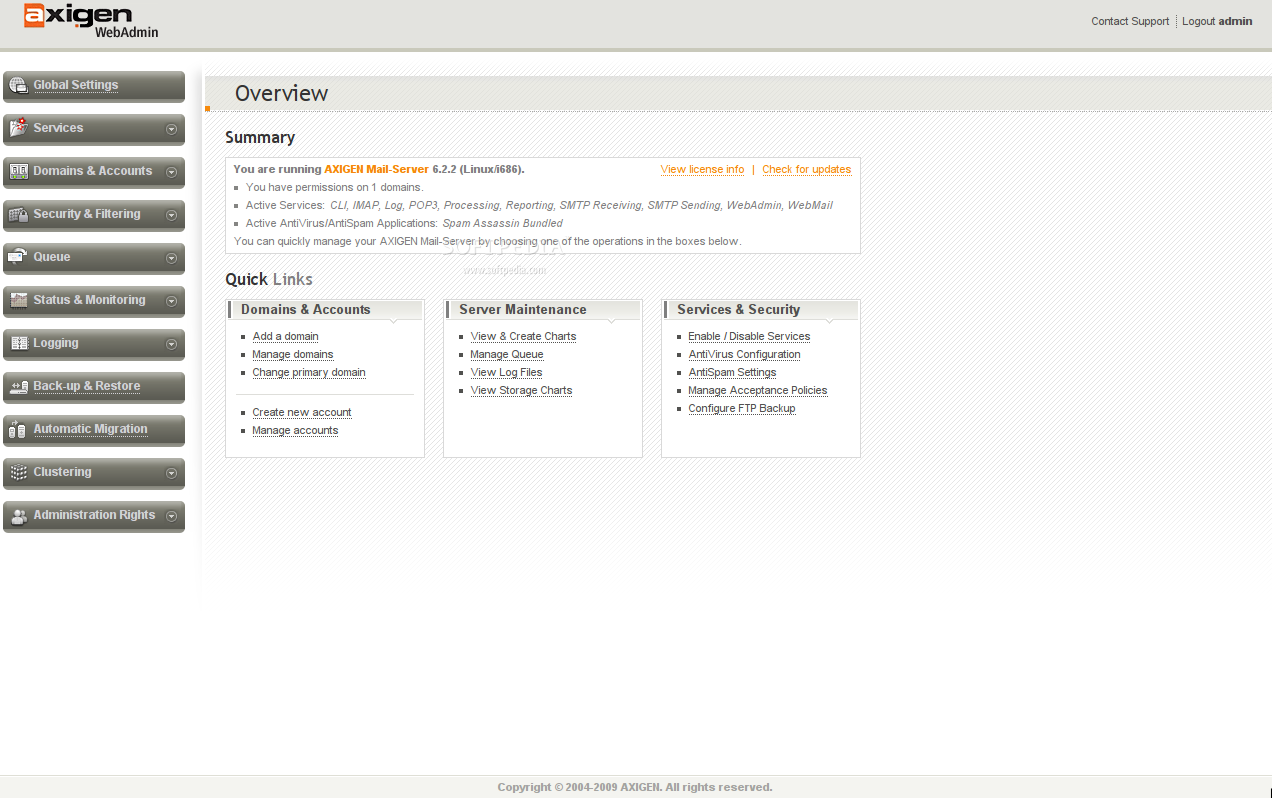 axigen
WebAdmin
Contact Support
Logout admin
Global Settings
Services
Domains & Accounts
Security & Filtering
Queue
Status & Monitoring
Logging
Back-up & Restore
Automatic Migration
Clustering
Administration Rights
Overview
Summary
You are running AXIGEN Mail-Server 6.2.2 (Linux/i686).
View license info | Check for updates
You have permissions on 1 domains.
Active Services: CLI, IMAP, Log, POP3, Processing, Reporting, SMTP Receiving, SMTP Sending, WebAdmin, WebMail
Active AntiVirus/AntiSpam Applications: Spam Assassin Bundled
You can quickly manage your AXIGEN Mail-Server by choosing one of the operations in the boxes below.
SOFTPEDIA
www.softpedia.com
Quick Links
Domains & Accounts
Add a domain
Manage domains
Change primary domain
Create new account
Manage accounts
Server Maintenance
View & Create Charts
Manage Queue
View Log Files
View Storage Charts
Services & Security
Enable / Disable Services
AntiVirus Configuration
AntiSpam Settings
Manage Acceptance Policies
Configure FTP Backup
Copyright © 2004-2009 AXIGEN. All rights reserved.